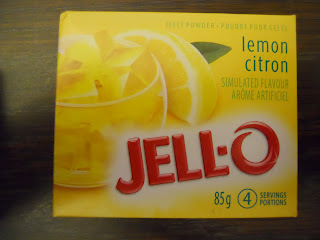 JELLY POWDER • POUDRE POUR GELÉE
lemon
citron
SIMULATED FLAVOUR
ARÔME ARTIFICIEL
JELL-O
85g 4 SERVINGS
PORTIONS